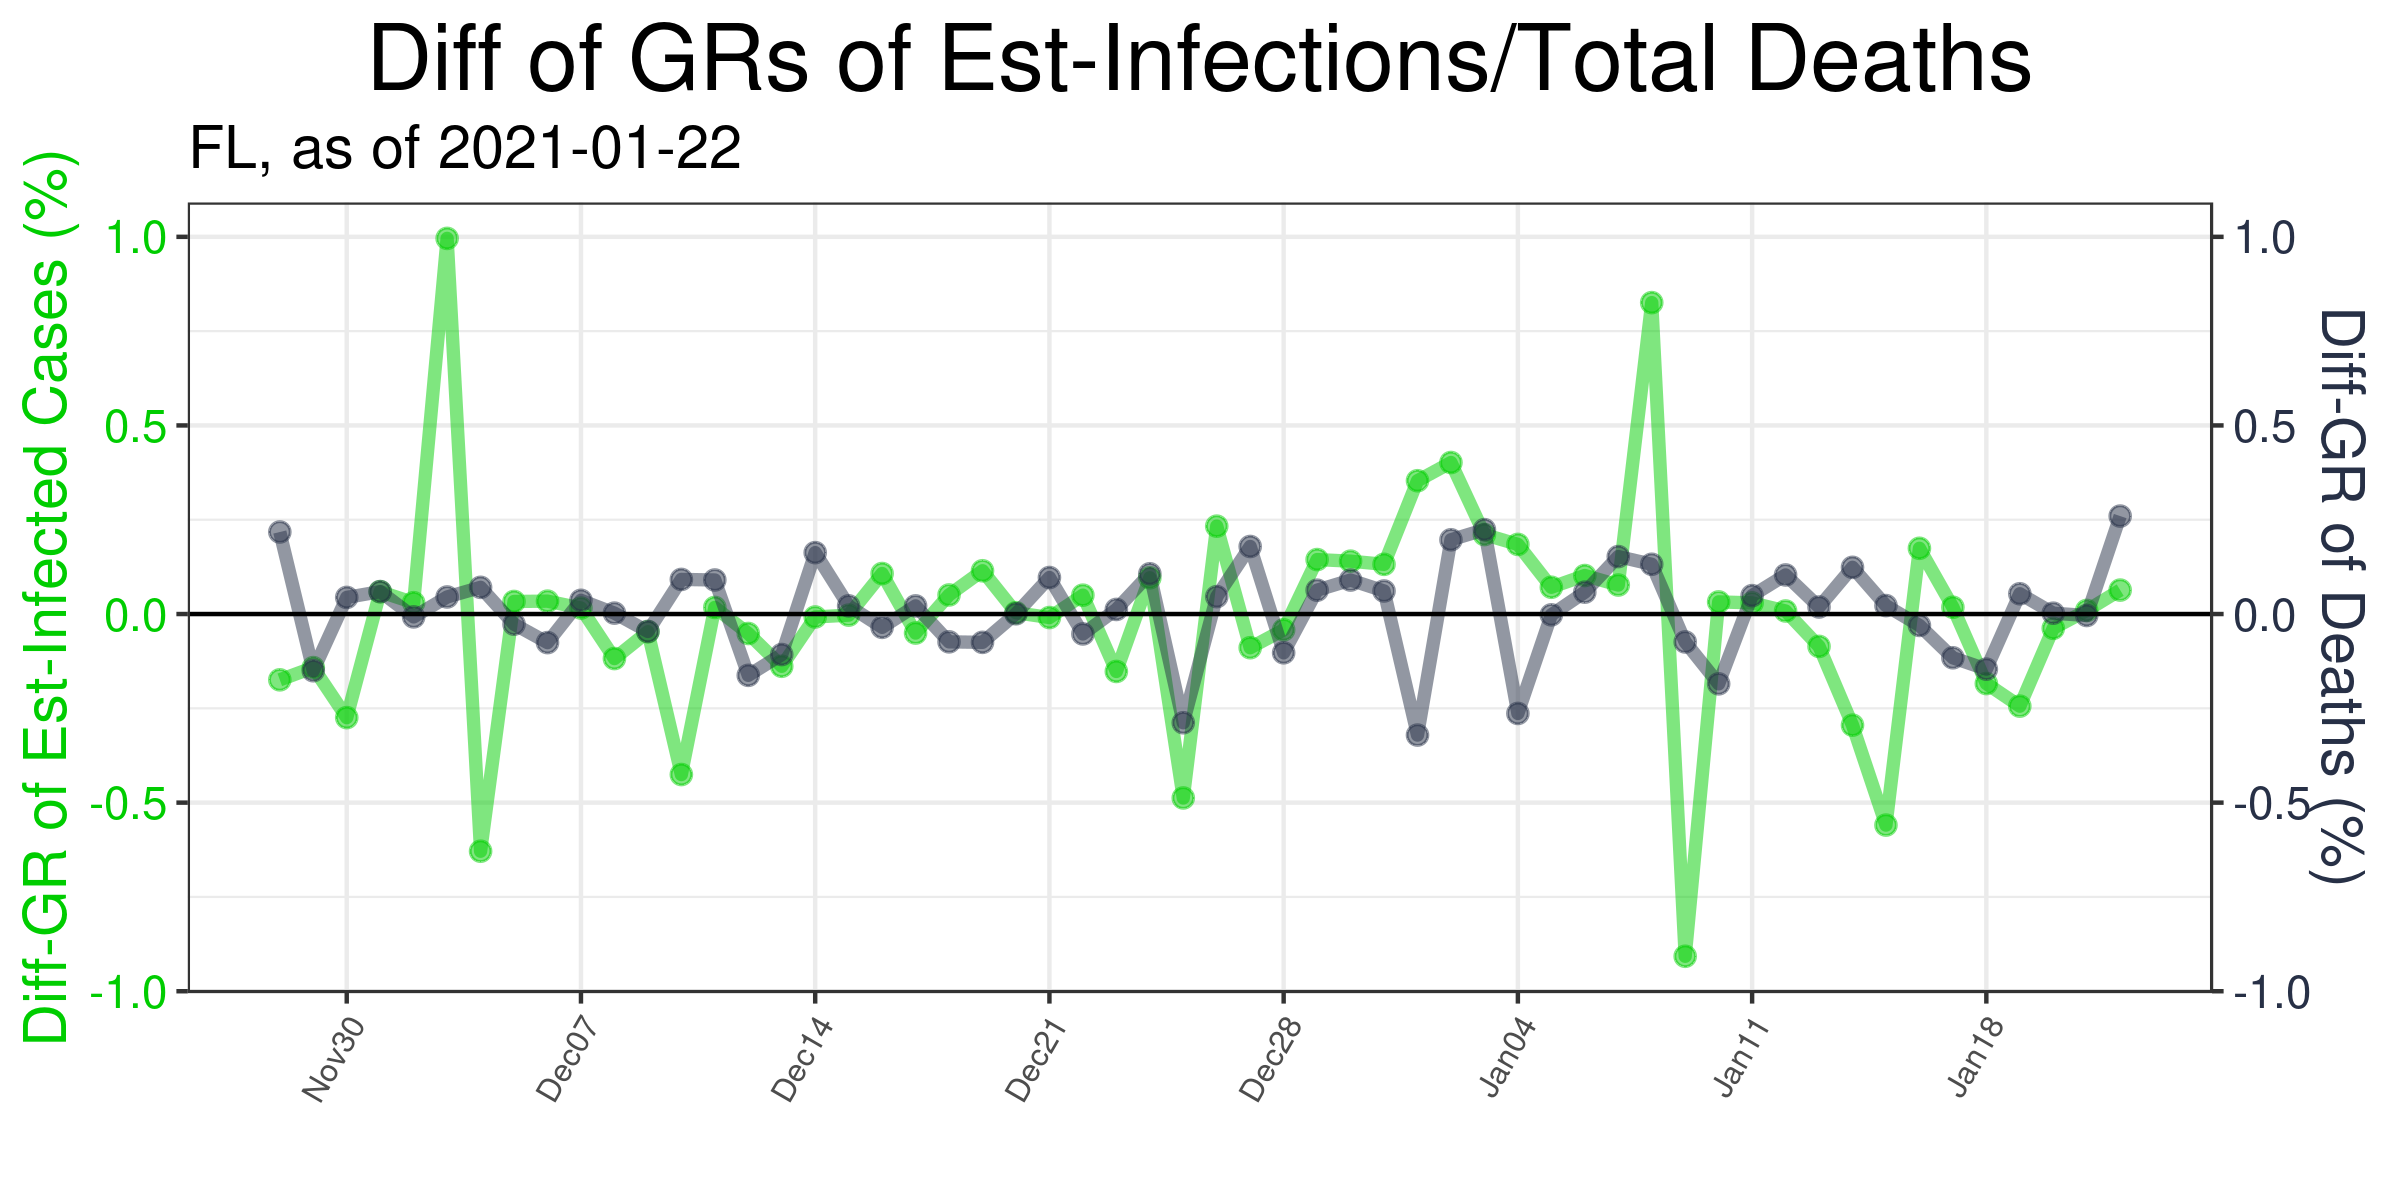 Diff of GRs of Est-Infections/Total Deaths
FL, as of 2021-01-22
Diff-GR of Est-Infected Cases (%)
1.0
0.5
0.0
-0.5
-1.0
1.0
0.5
0.0
-0.5
-1.0
Diff-GR of Deaths (%)
Nov30
Dec07
Dec14
Dec21
Dec28
Jan04
Jan11
Jan18